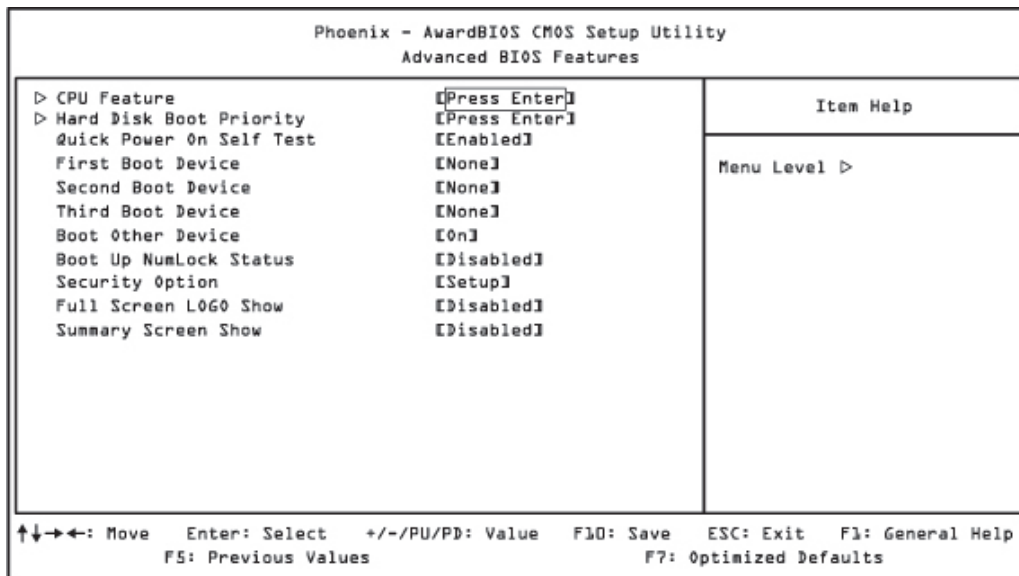 Phoenix - AwardBIOS CMOS Setup Utility
Advanced BIOS Features
▷ CPU Feature [Press Enter]
▷ Hard Disk Boot Priority [Press Enter]
Quick Power On Self Test [Enabled]
First Boot Device [None]
Second Boot Device [None]
Third Boot Device [None]
Boot Other Device [On]
Boot Up NumLock Status [Disabled]
Security Option [Setup]
Full Screen LOGO Show [Disabled]
Summary Screen Show [Disabled]
Item Help
Menu Level ▷
↑↓→←: Move Enter: Select +/-/PU/PD: Value F10: Save ESC: Exit F1: General Help
F5: Previous Values F7: Optimized Defaults